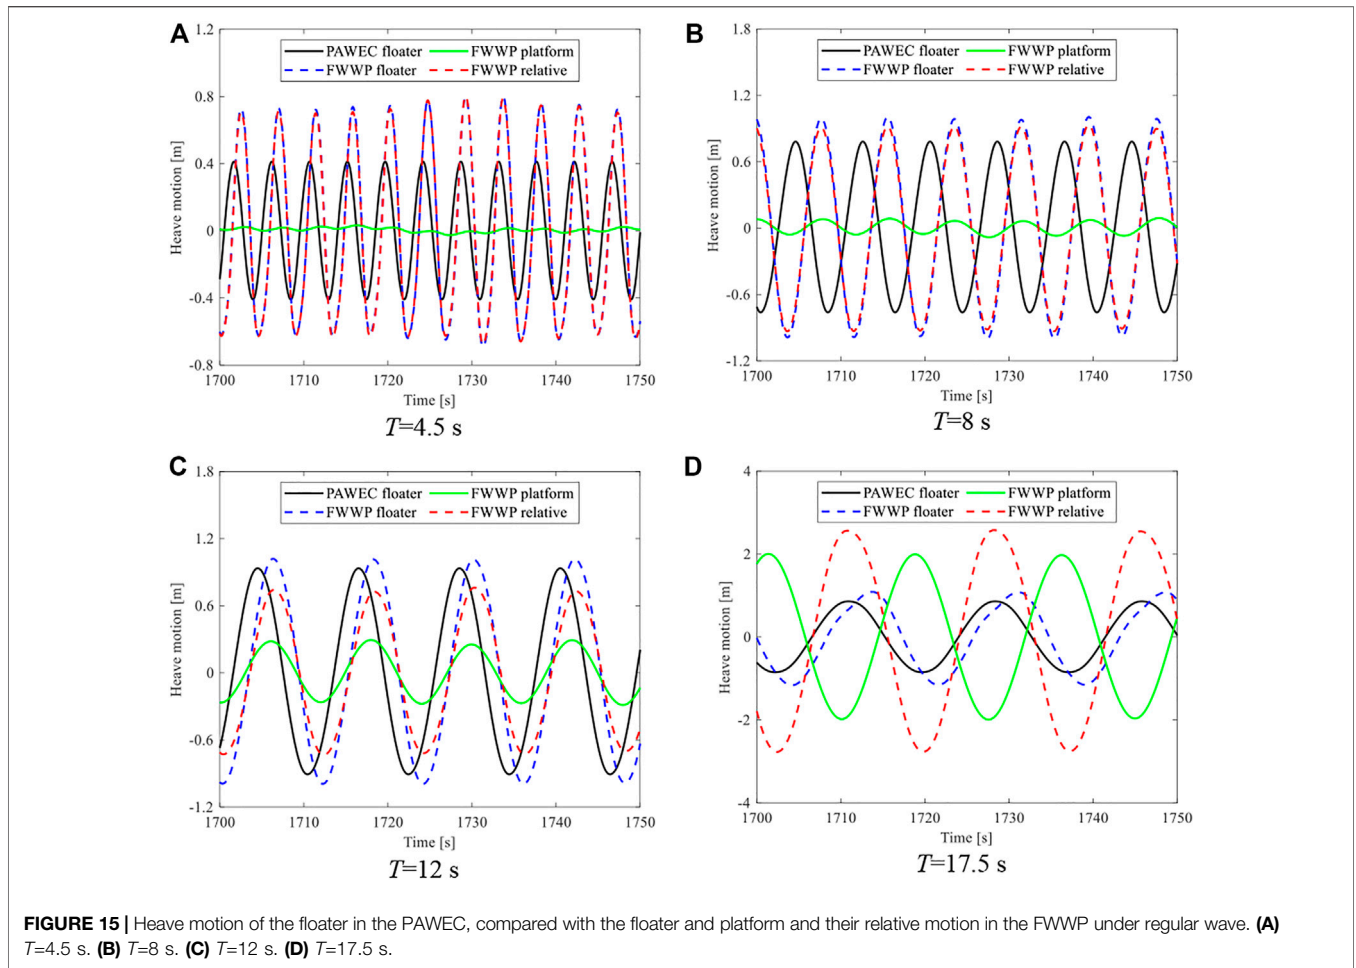 A
1.2
PAWEC floater FWWP platform
FWWP floater FWWP relative
0.8
0.4
0
-0.4
-0.8
Heave motion [m]
1700 1710 1720 1730 1740 1750
Time [s]
T=4.5 s
B
1.8
PAWEC floater FWWP platform
FWWP floater FWWP relative
1.2
0.6
0
-0.6
-1.2
Heave motion [m]
1700 1710 1720 1730 1740 1750
Time [s]
T=8 s
C
1.8
PAWEC floater FWWP platform
FWWP floater FWWP relative
1.2
0.6
0
-0.6
-1.2
Heave motion [m]
1700 1710 1720 1730 1740 1750
Time [s]
T=12 s
D
4
PAWEC floater FWWP platform
FWWP floater FWWP relative
2
0
-2
-4
Heave motion [m]
1700 1710 1720 1730 1740 1750
Time [s]
T=17.5 s
FIGURE 15 | Heave motion of the floater in the PAWEC, compared with the floater and platform and their relative motion in the FWWP under regular wave. (A)
T=4.5 s. (B) T=8 s. (C) T=12 s. (D) T=17.5 s.